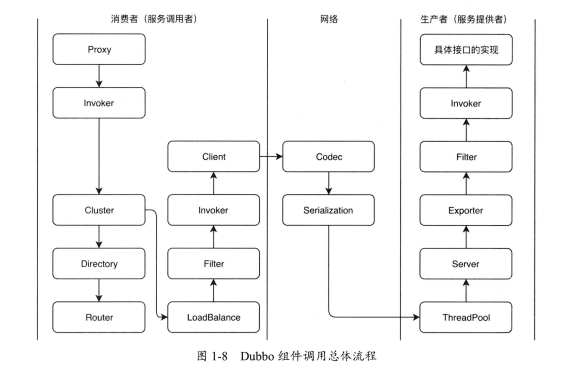 消费者（服务调用者）
网络
生产者（服务提供者）
Proxy
Invoker
Cluster
Directory
Router
Client
Invoker
Filter
LoadBalance
Codec
Serialization
具体接口的实现
Invoker
Filter
Exporter
Server
ThreadPool
图 1-8 Dubbo 组件调用总体流程